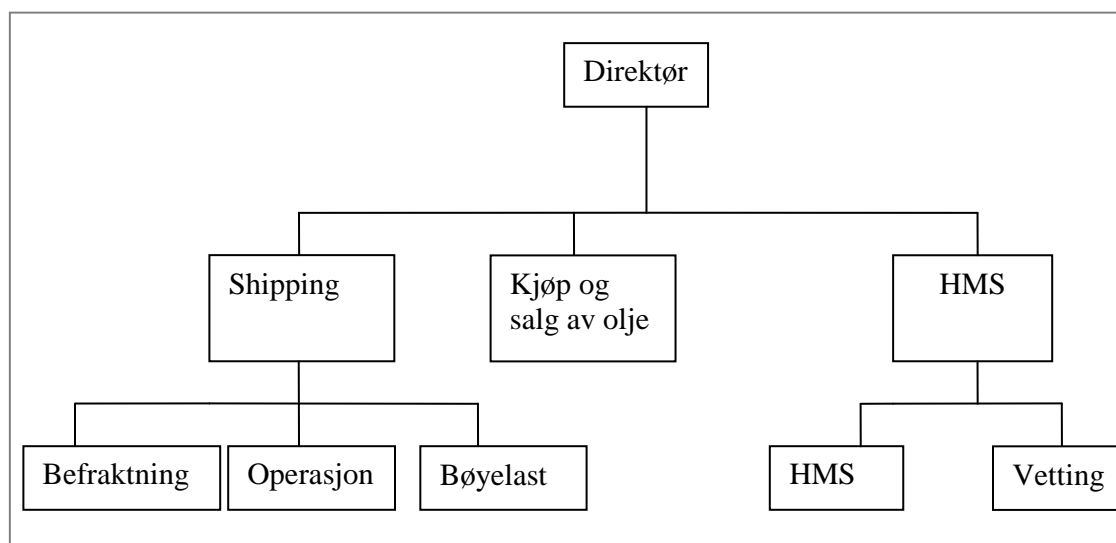 Direktør
Shipping
Kjøp og
salg av olje
HMS
Befraktning
Operasjon
Bøyelast
HMS
Vetting